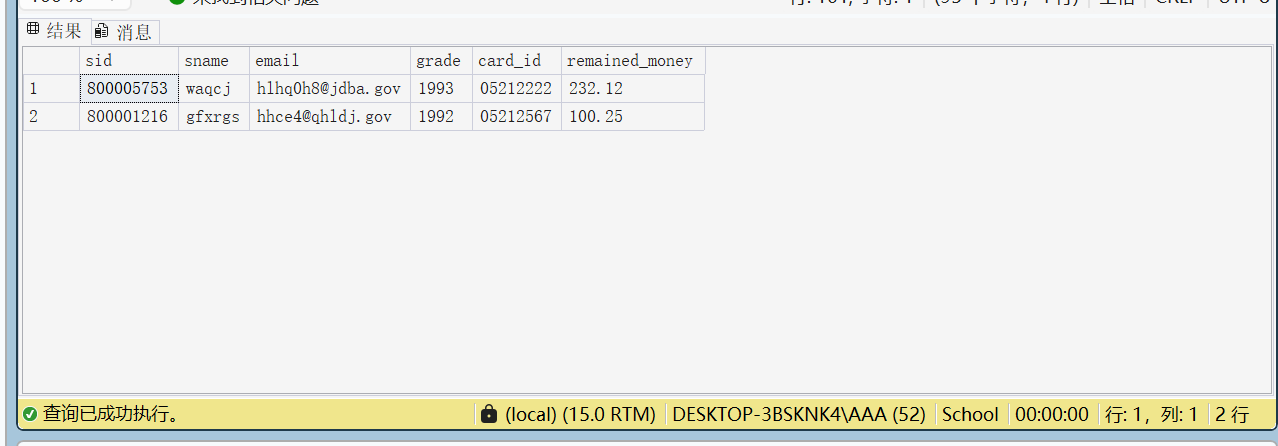 结果 消息
sid sname email grade card_id remained_money
1 800005753 waqcj hlhq0h8@jdba.gov 1993 05212222 232.12
2 800001216 gfxrgs hhce4@qhldj.gov 1992 05212567 100.25
查询已成功执行。 (local) (15.0 RTM) DESKTOP-3BSKNK4\AAA (52) School 00:00:00 行: 1, 列: 1 2 行